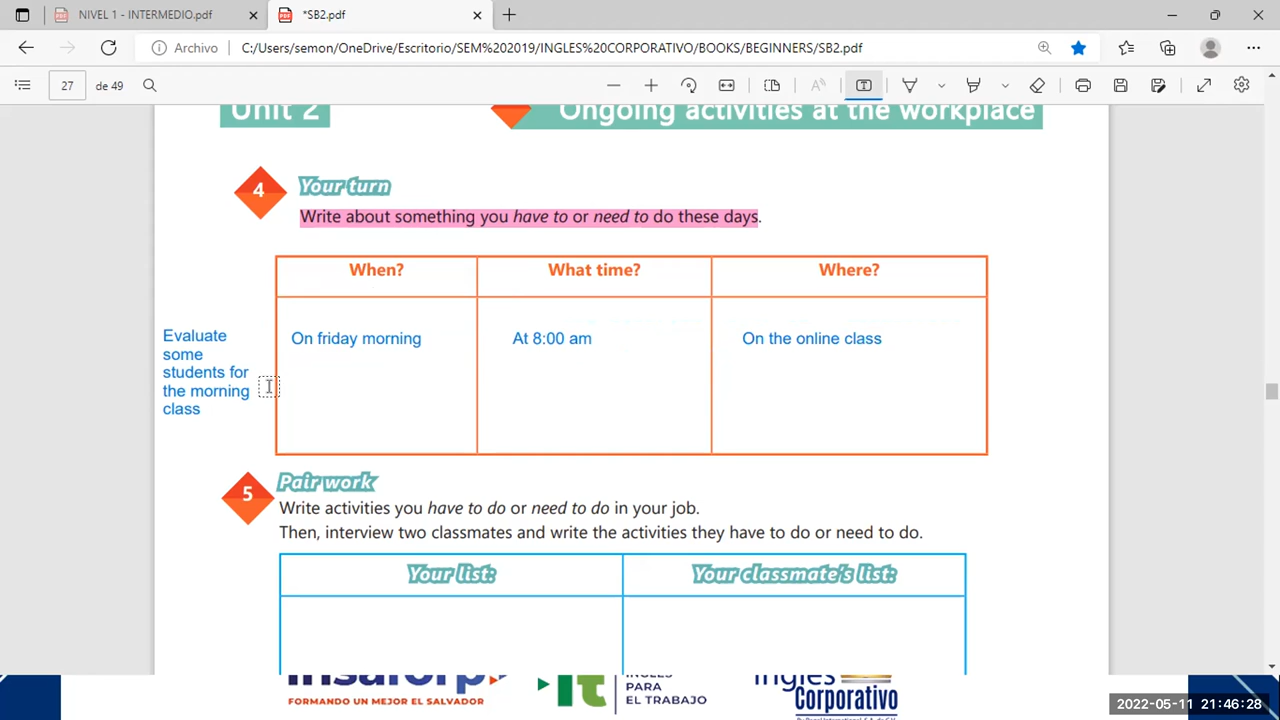 NIVEL 1 - INTERMEDIO.pdf
*SB2.pdf
Archivo
C:/Users/semon/OneDrive/Escritorio/SEM%202019/INGLES%20CORPORATIVO/BOOKS/BEGINNERS/SB2.pdf
27 de 49
Unit 2
Ongoing activities at the workplace
4
Your turn
Write about something you have to or need to do these days.
When? What time? Where?
Evaluate
some
students for
the morning
class
On friday morning At 8:00 am On the online class
5
Pair work
Write activities you have to do or need to do in your job.
Then, interview two classmates and write the activities they have to do or need to do.
Your list: Your classmate's list:
insaforp
FORMANDO UN MEJOR EL SALVADOR
it
INGLÉS
PARA
EL TRABAJO
Inglés
Corporativo
2022-05-11 21:46:28